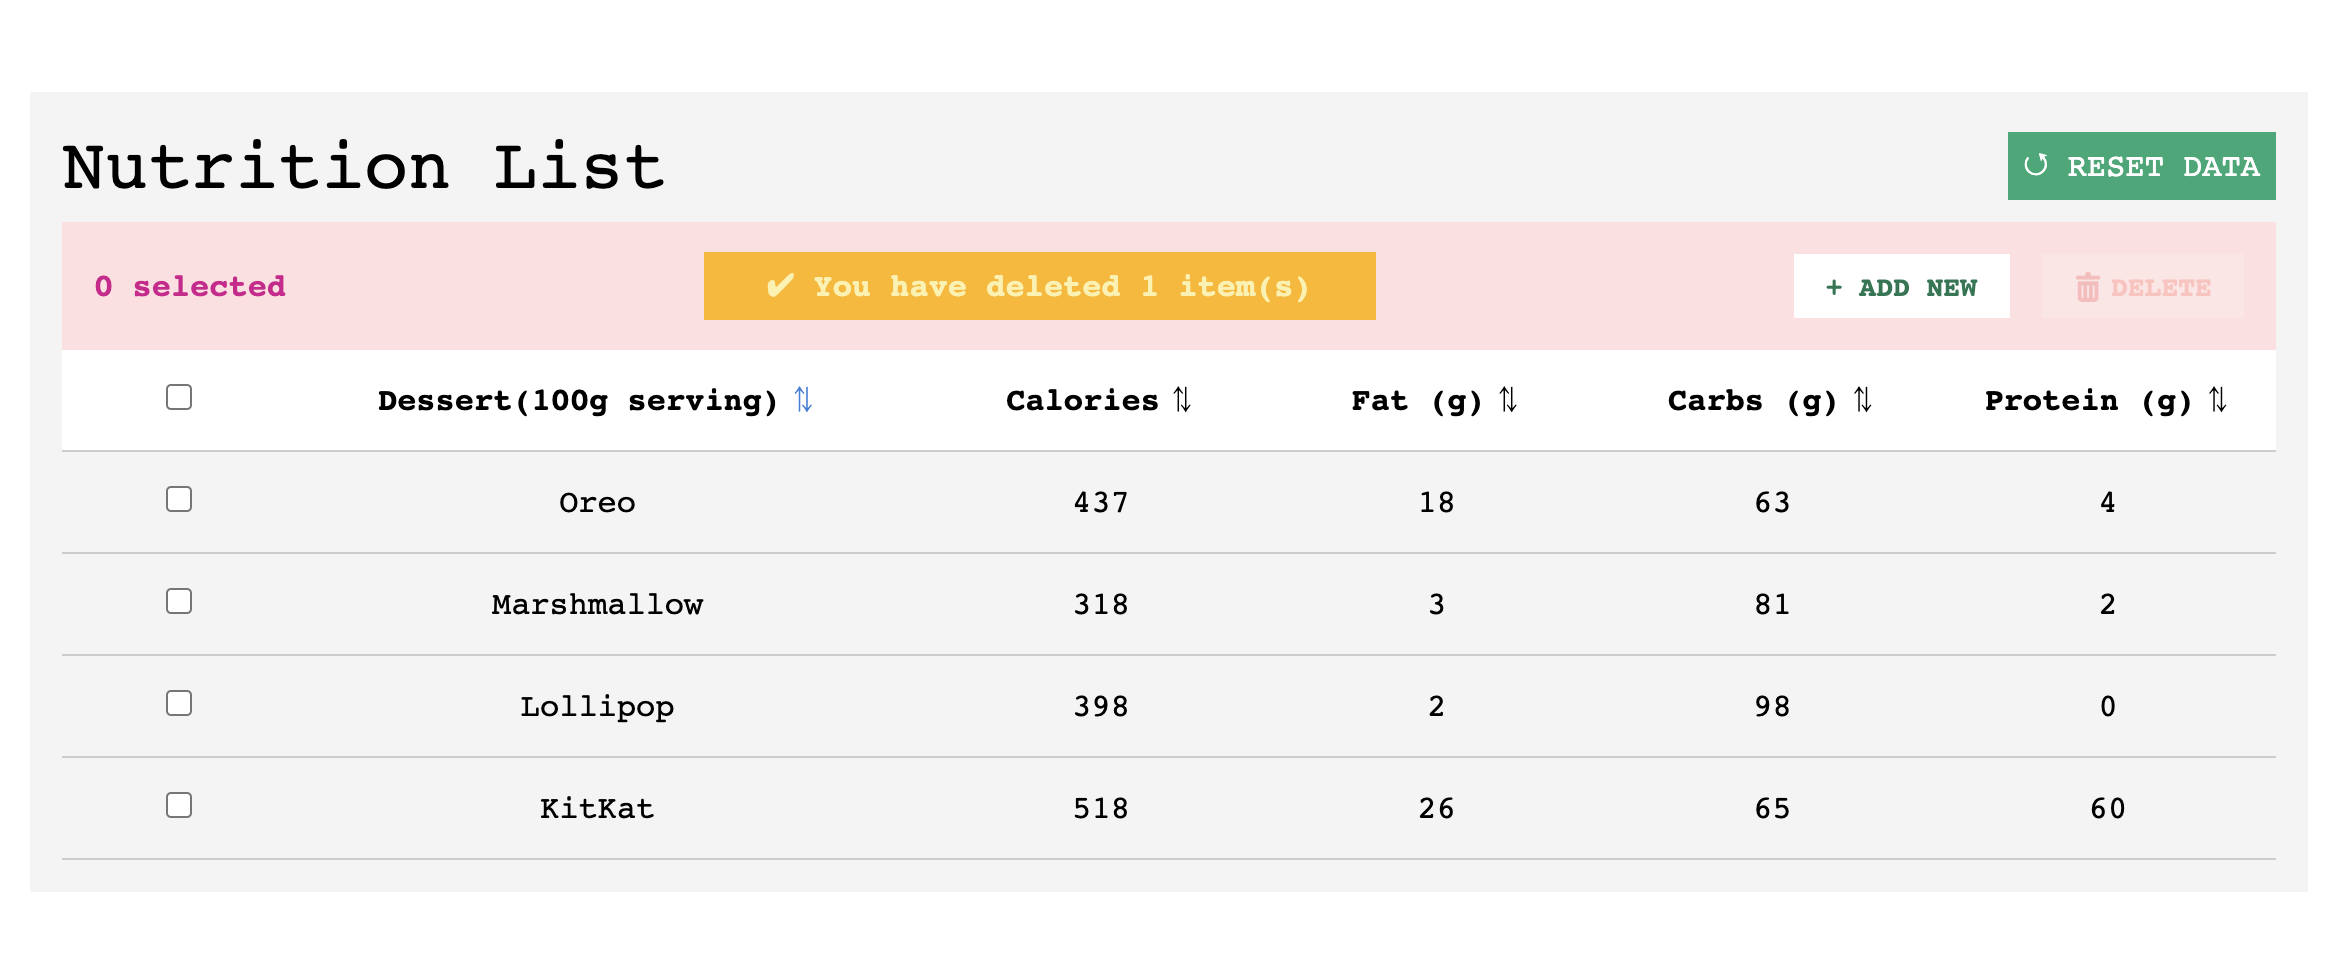 Nutrition List
RESET DATA
0 selected
✔ You have deleted 1 item(s)
+ ADD NEW
DELETE
Dessert(100g serving) ⇅ Calories ⇅ Fat (g) ⇅ Carbs (g) ⇅ Protein (g) ⇅
Oreo 437 18 63 4
Marshmallow 318 3 81 2
Lollipop 398 2 98 0
KitKat 518 26 65 60